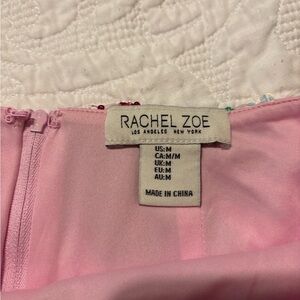 RACHEL ZOE
LOS ANGELES NEW YORK
US:M
CA:M/M
UK:M
EU:M
AU:M
MADE IN CHINA